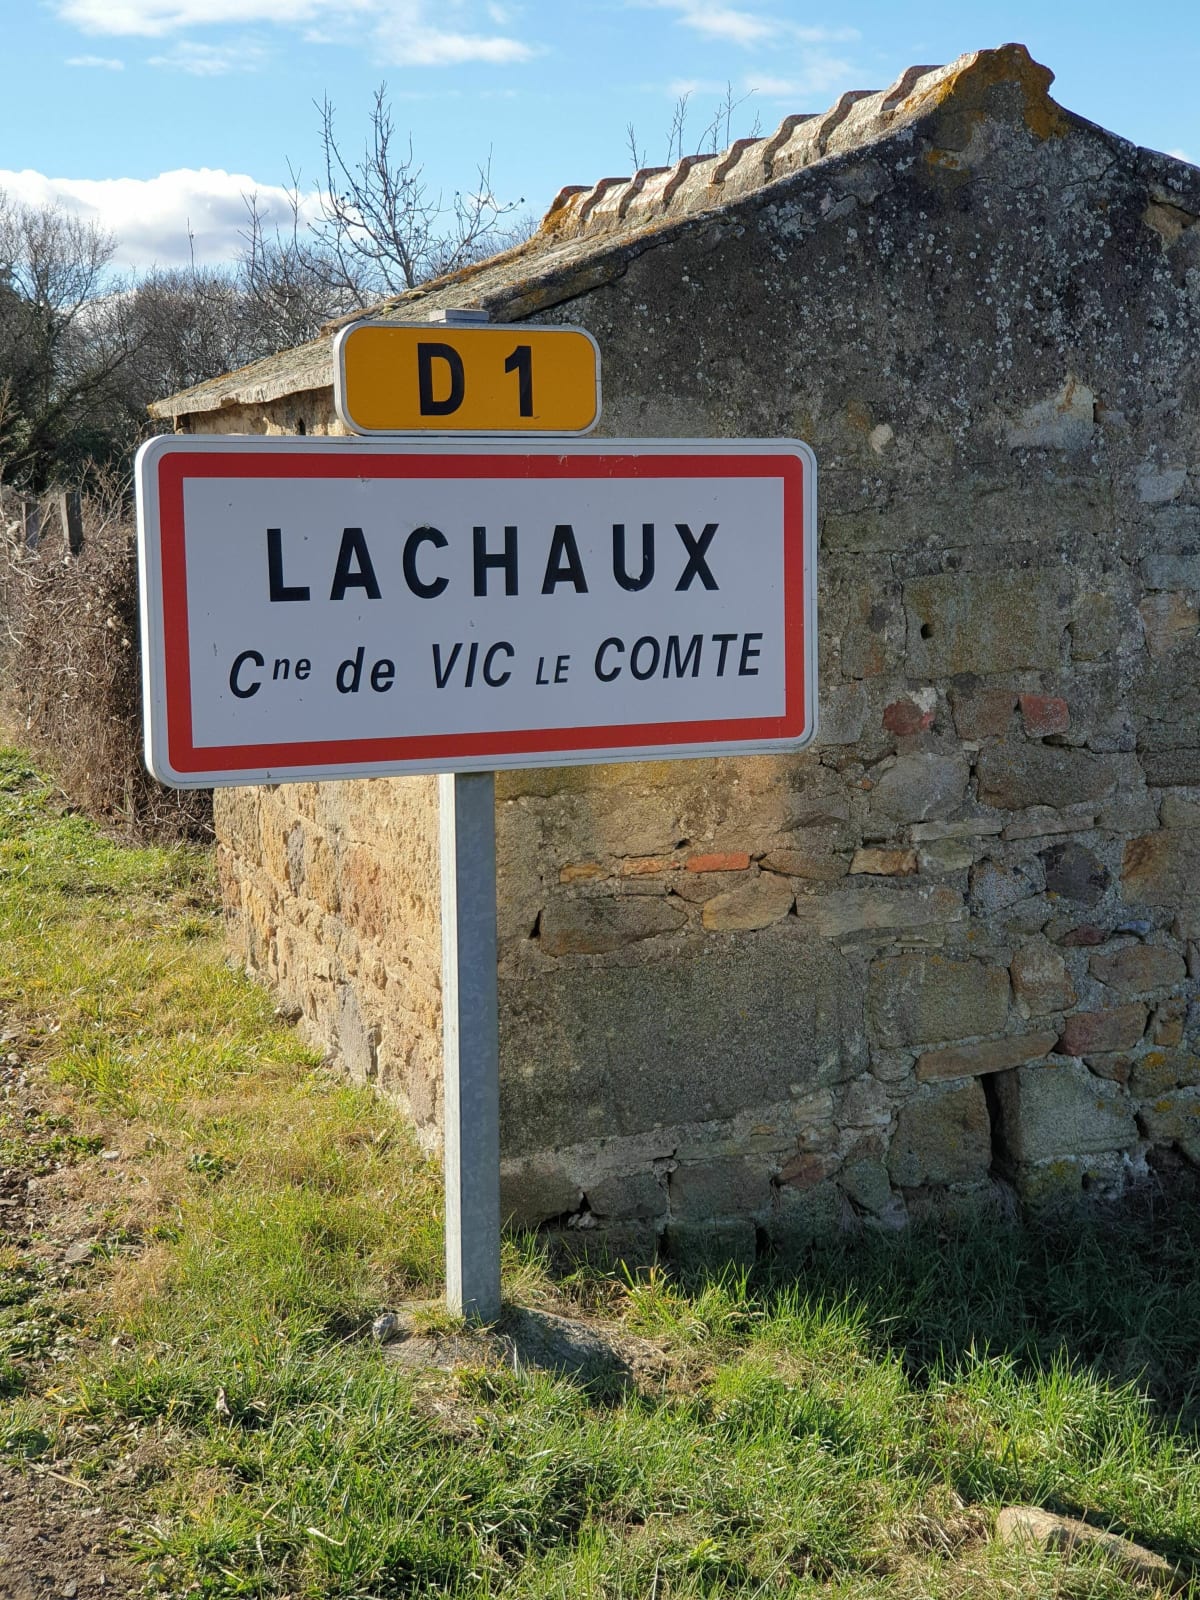 D 1
LACHAUX
Cne de VIC LE COMTE